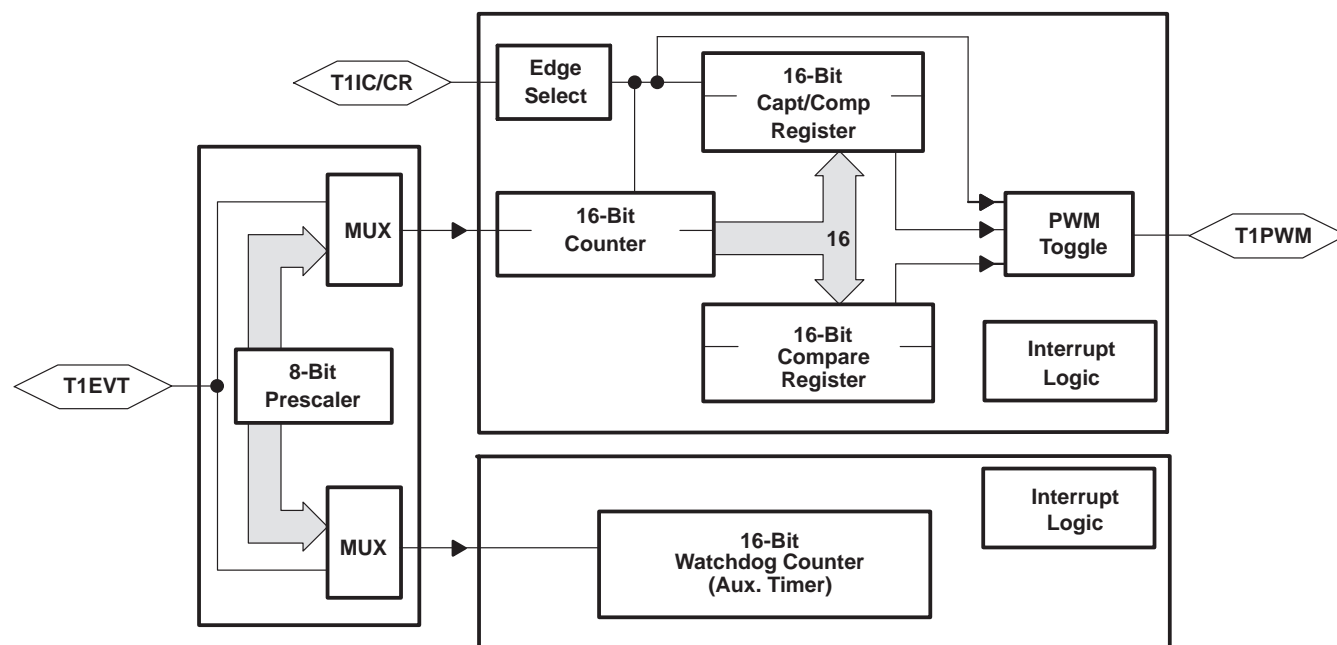 T1IC/CR
Edge
Select
16-Bit
Capt/Comp
Register
MUX
16-Bit
Counter
16
PWM
Toggle
T1PWM
T1EVT
8-Bit
Prescaler
16-Bit
Compare
Register
Interrupt
Logic
MUX
16-Bit
Watchdog Counter
(Aux. Timer)
Interrupt
Logic